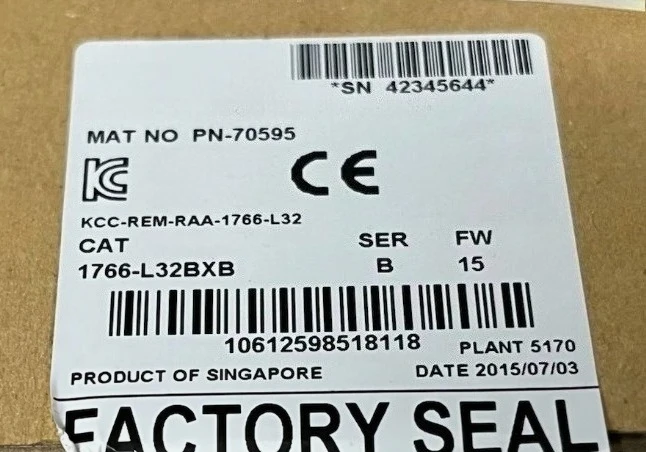 *SN 42345644*
MAT NO PN-70595
KC CE
KCC-REM-RAA-1766-L32
CAT SER FW
1766-L32BXB B 15
10612598518118 PLANT 5170
PRODUCT OF SINGAPORE DATE 2015/07/03
FACTORY SEAL